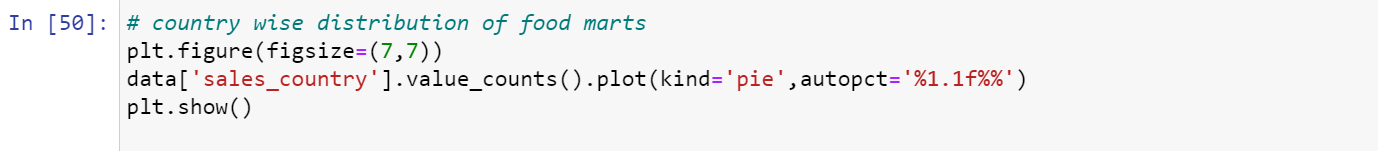 In [50]: # country wise distribution of food marts
plt.figure(figsize=(7,7))
data['sales_country'].value_counts().plot(kind='pie',autopct='%1.1f%%')
plt.show()